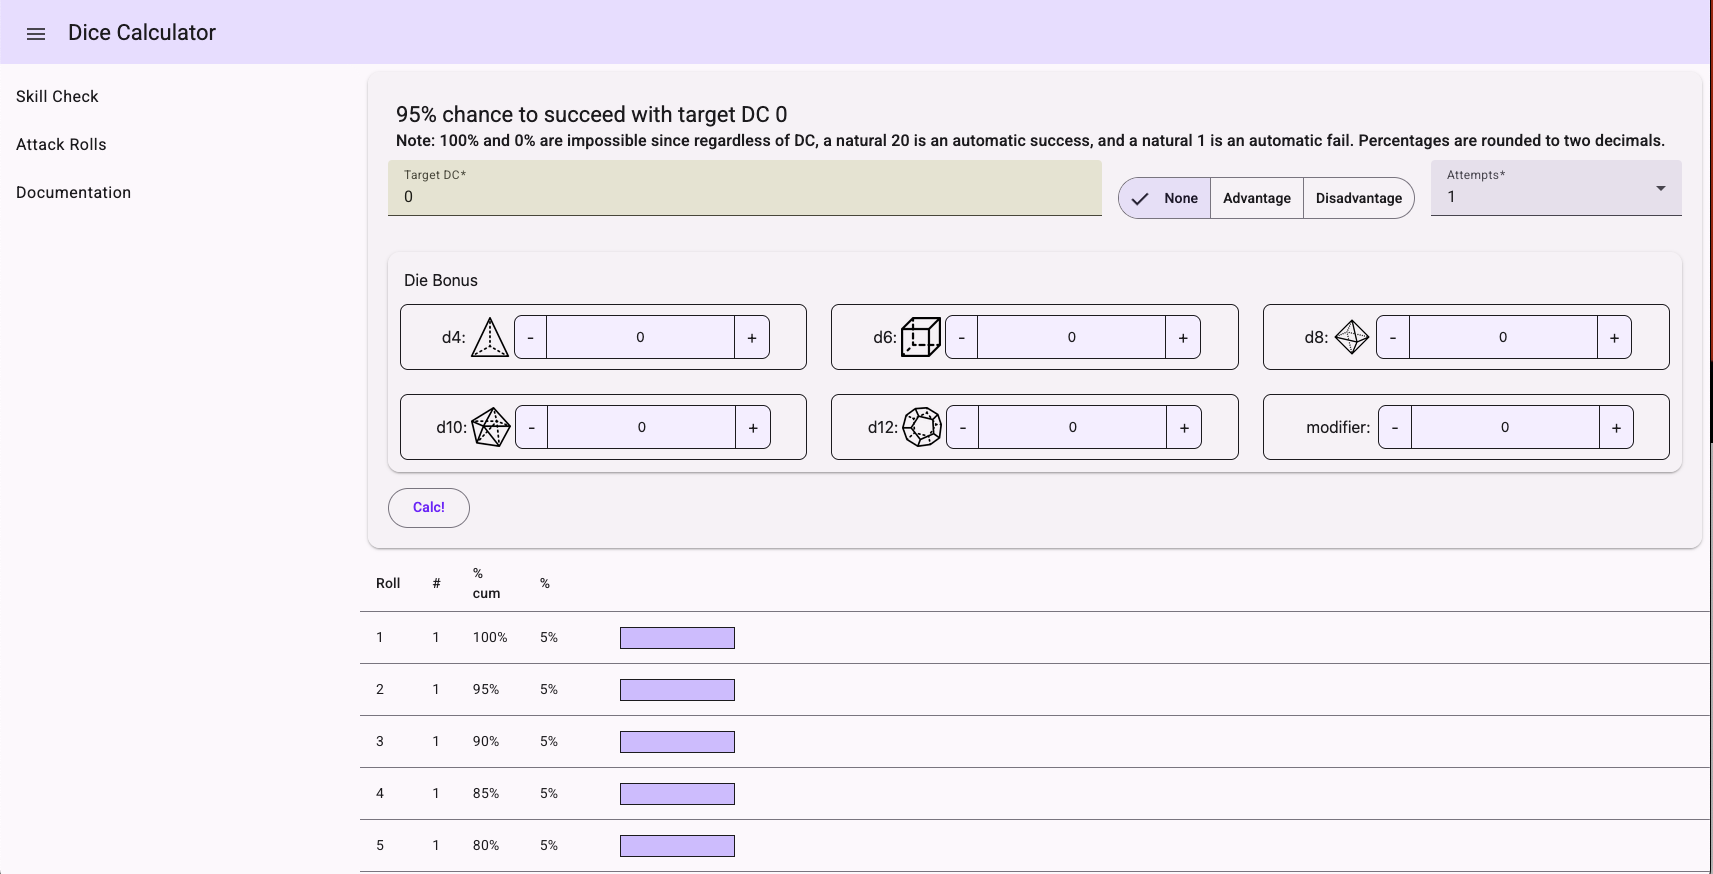 Dice Calculator
Skill Check
Attack Rolls
Documentation
95% chance to succeed with target DC 0
Note: 100% and 0% are impossible since regardless of DC, a natural 20 is an automatic success, and a natural 1 is an automatic fail. Percentages are rounded to two decimals.
Target DC*
0
None Advantage Disadvantage
Attempts*
1
Die Bonus
d4: - 0 + d6: - 0 + d8: - 0 +
d10: - 0 + d12: - 0 + modifier: - 0 +
Calc!
Roll # % cum %
1 1 100% 5%
2 1 95% 5%
3 1 90% 5%
4 1 85% 5%
5 1 80% 5%